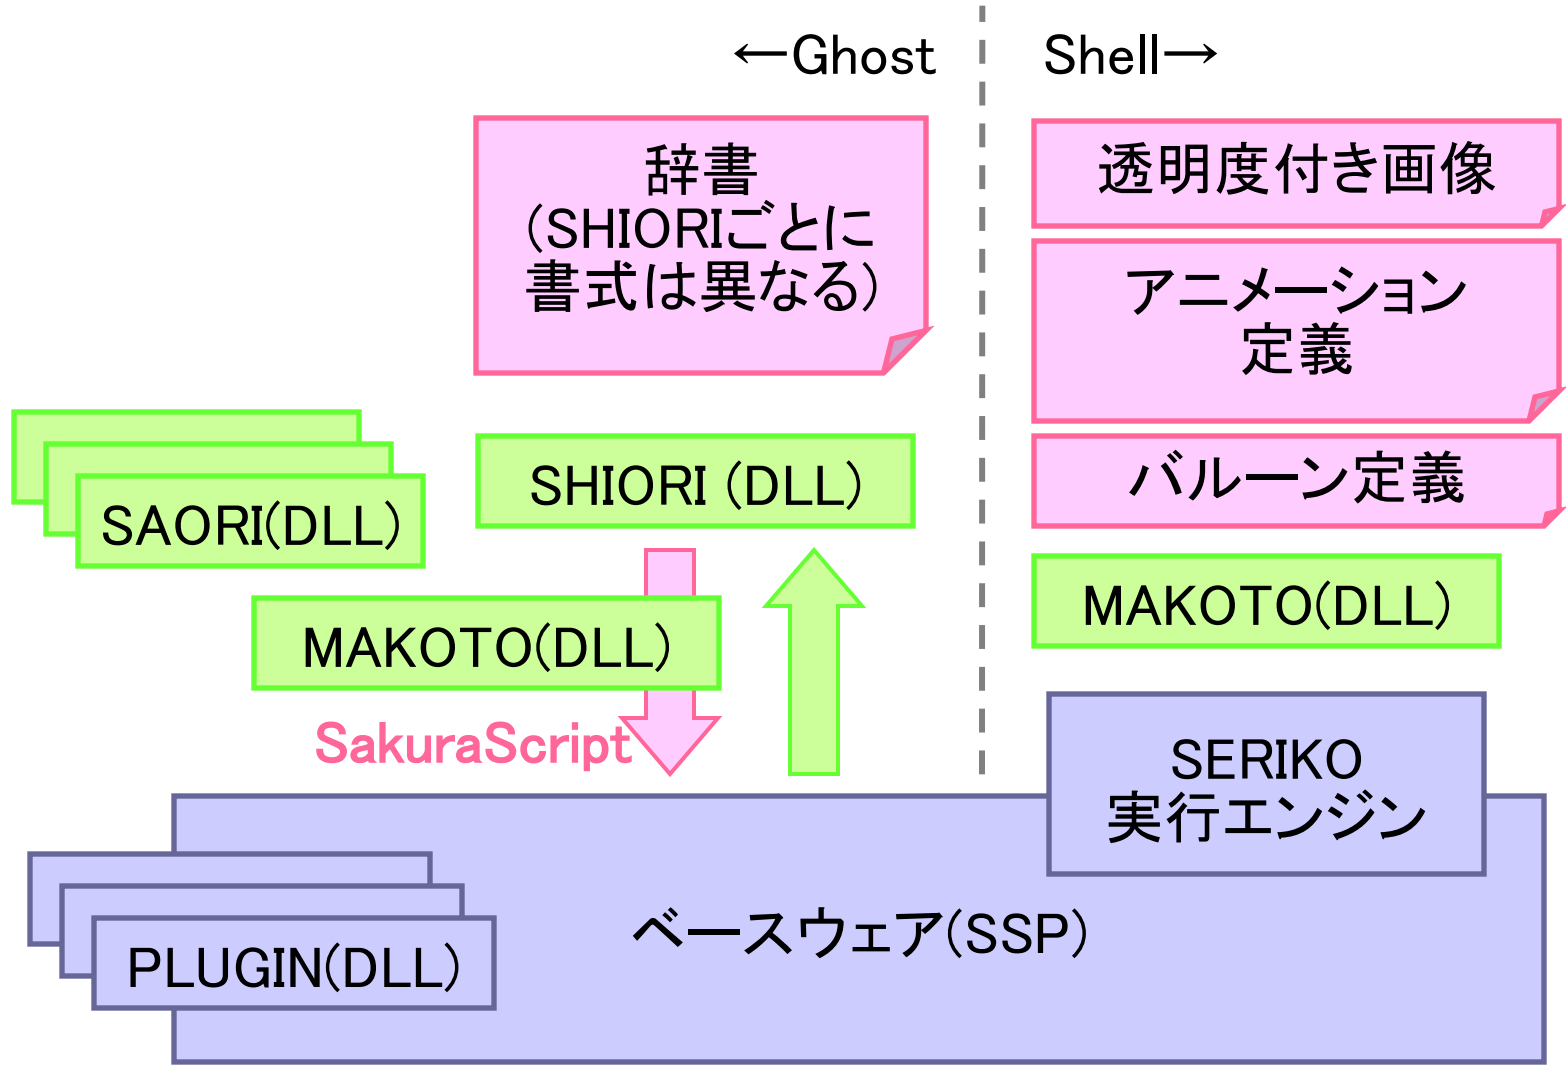 ←Ghost
Shell→
辞書
(SHIORIごとに
書式は異なる)
透明度付き画像
アニメーション
定義
バルーン定義
SAORI(DLL)
SHIORI (DLL)
MAKOTO(DLL)
MAKOTO(DLL)
SakuraScript
SERIKO
実行エンジン
ベースウェア(SSP)
PLUGIN(DLL)